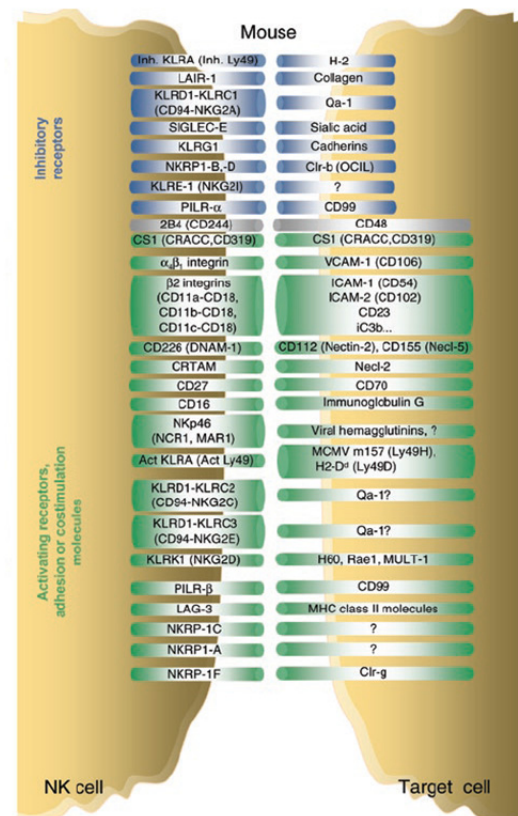 Mouse
Inhibitory
receptors
Inh. KLRA (Inh. Ly49)
H-2
LAIR-1
Collagen
KLRD1-KLRC1
(CD94-NKG2A)
Qa-1
SIGLEC-E
Sialic acid
KLRG1
Cadherins
NKRP1-B,-D
Clr-b (OCIL)
KLRE-1 (NKG2I)
?
PILR-α
CD99
2B4 (CD244)
CD48
CS1 (CRACC,CD319)
CS1 (CRACC,CD319)
α4β1 integrin
VCAM-1 (CD106)
β2 integrins
(CD11a-CD18,
CD11b-CD18,
CD11c-CD18)
ICAM-1 (CD54)
ICAM-2 (CD102)
CD23
iC3b...
CD226 (DNAM-1)
CD112 (Nectin-2), CD155 (Necl-5)
CRTAM
Necl-2
CD27
CD70
CD16
Immunoglobulin G
NKp46
(NCR1, MAR1)
Viral hemagglutinins, ?
Act KLRA (Act Ly49)
MCMV m157 (Ly49H),
H2-Dd (Ly49D)
Activating receptors,
adhesion or costimulation
molecules
KLRD1-KLRC2
(CD94-NKG2C)
Qa-1?
KLRD1-KLRC3
(CD94-NKG2E)
Qa-1?
KLRK1 (NKG2D)
H60, Rae1, MULT-1
PILR-β
CD99
LAG-3
MHC class II molecules
NKRP-1C
?
NKRP1-A
?
NKRP-1F
Clr-g
NK cell
Target cell